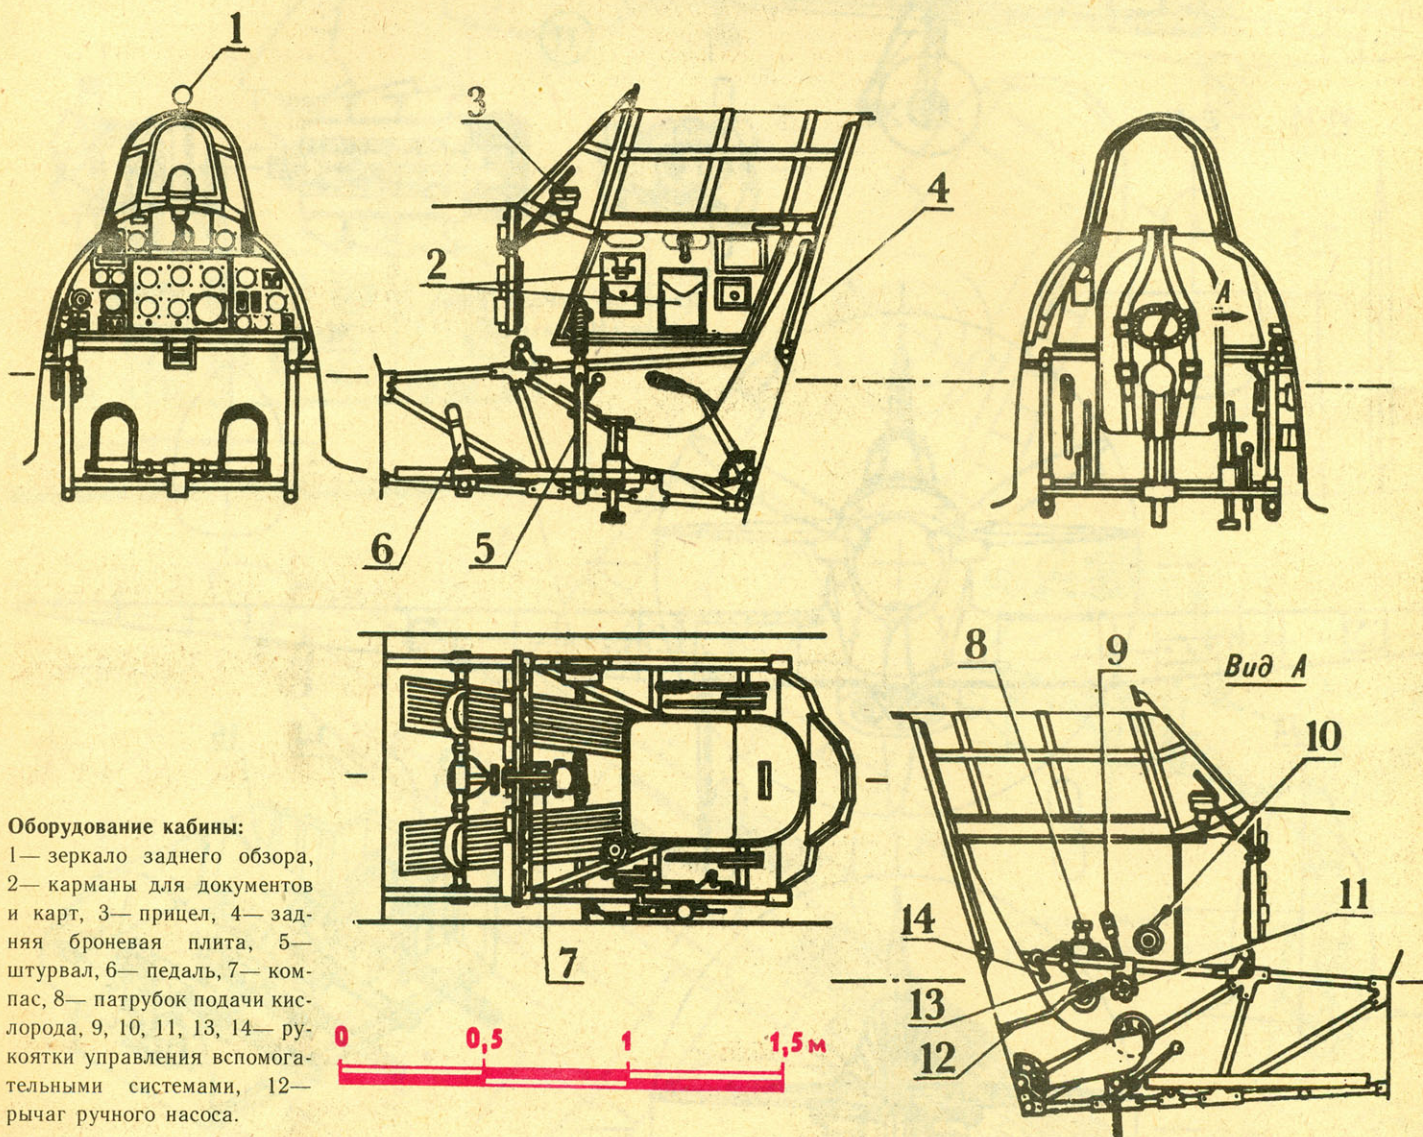 1
3
4
2
A
6
5
8
9
Вид А
10
11
14
13
12
7
Оборудование кабины:
1— зеркало заднего обзора,
2— карманы для документов
и карт, 3— прицел, 4— зад-
няя броневая плита, 5—
штурвал, 6— педаль, 7— ком-
пас, 8— патрубок подачи кис-
лорода, 9, 10, 11, 13, 14— ру-
коятки управления вспомога-
тельными системами, 12—
рычаг ручного насоса.
0 0,5 1 1,5 м